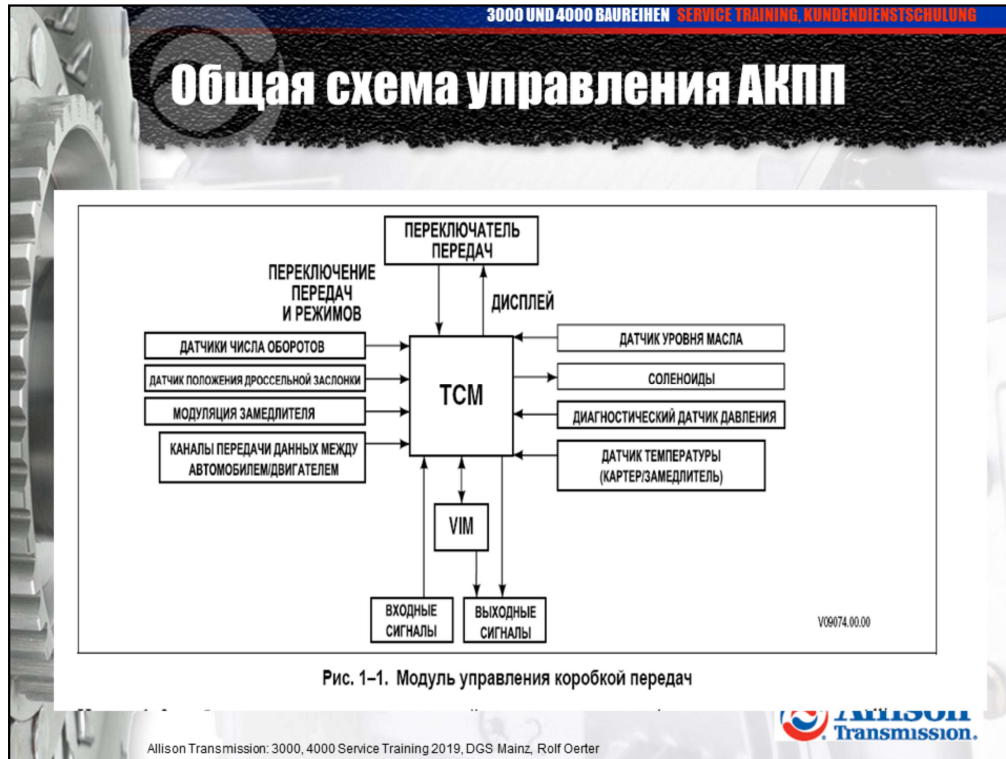 3000 UND 4000 BAUREIHEN SERVICE TRAINING, KUNDENDIENSTSCHULUNG
Общая схема управления АКПП
ПЕРЕКЛЮЧАТЕЛЬ
ПЕРЕДАЧ
ПЕРЕКЛЮЧЕНИЕ
ПЕРЕДАЧ
И РЕЖИМОВ
ДИСПЛЕЙ
ДАТЧИКИ ЧИСЛА ОБОРОТОВ
ДАТЧИК ПОЛОЖЕНИЯ ДРОССЕЛЬНОЙ ЗАСЛОНКИ
МОДУЛЯЦИЯ ЗАМЕДЛИТЕЛЯ
КАНАЛЫ ПЕРЕДАЧИ ДАННЫХ МЕЖДУ
АВТОМОБИЛЕМ/ДВИГАТЕЛЕМ
TCM
ДАТЧИК УРОВНЯ МАСЛА
СОЛЕНОИДЫ
ДИАГНОСТИЧЕСКИЙ ДАТЧИК ДАВЛЕНИЯ
ДАТЧИК ТЕМПЕРАТУРЫ
(КАРТЕР/ЗАМЕДЛИТЕЛЬ)
VIM
ВХОДНЫЕ
СИГНАЛЫ
ВЫХОДНЫЕ
СИГНАЛЫ
V09074.00.00
Рис. 1–1. Модуль управления коробкой передач
Allison
Transmission.
Allison Transmission: 3000, 4000 Service Training 2019, DGS Mainz, Rolf Oerter